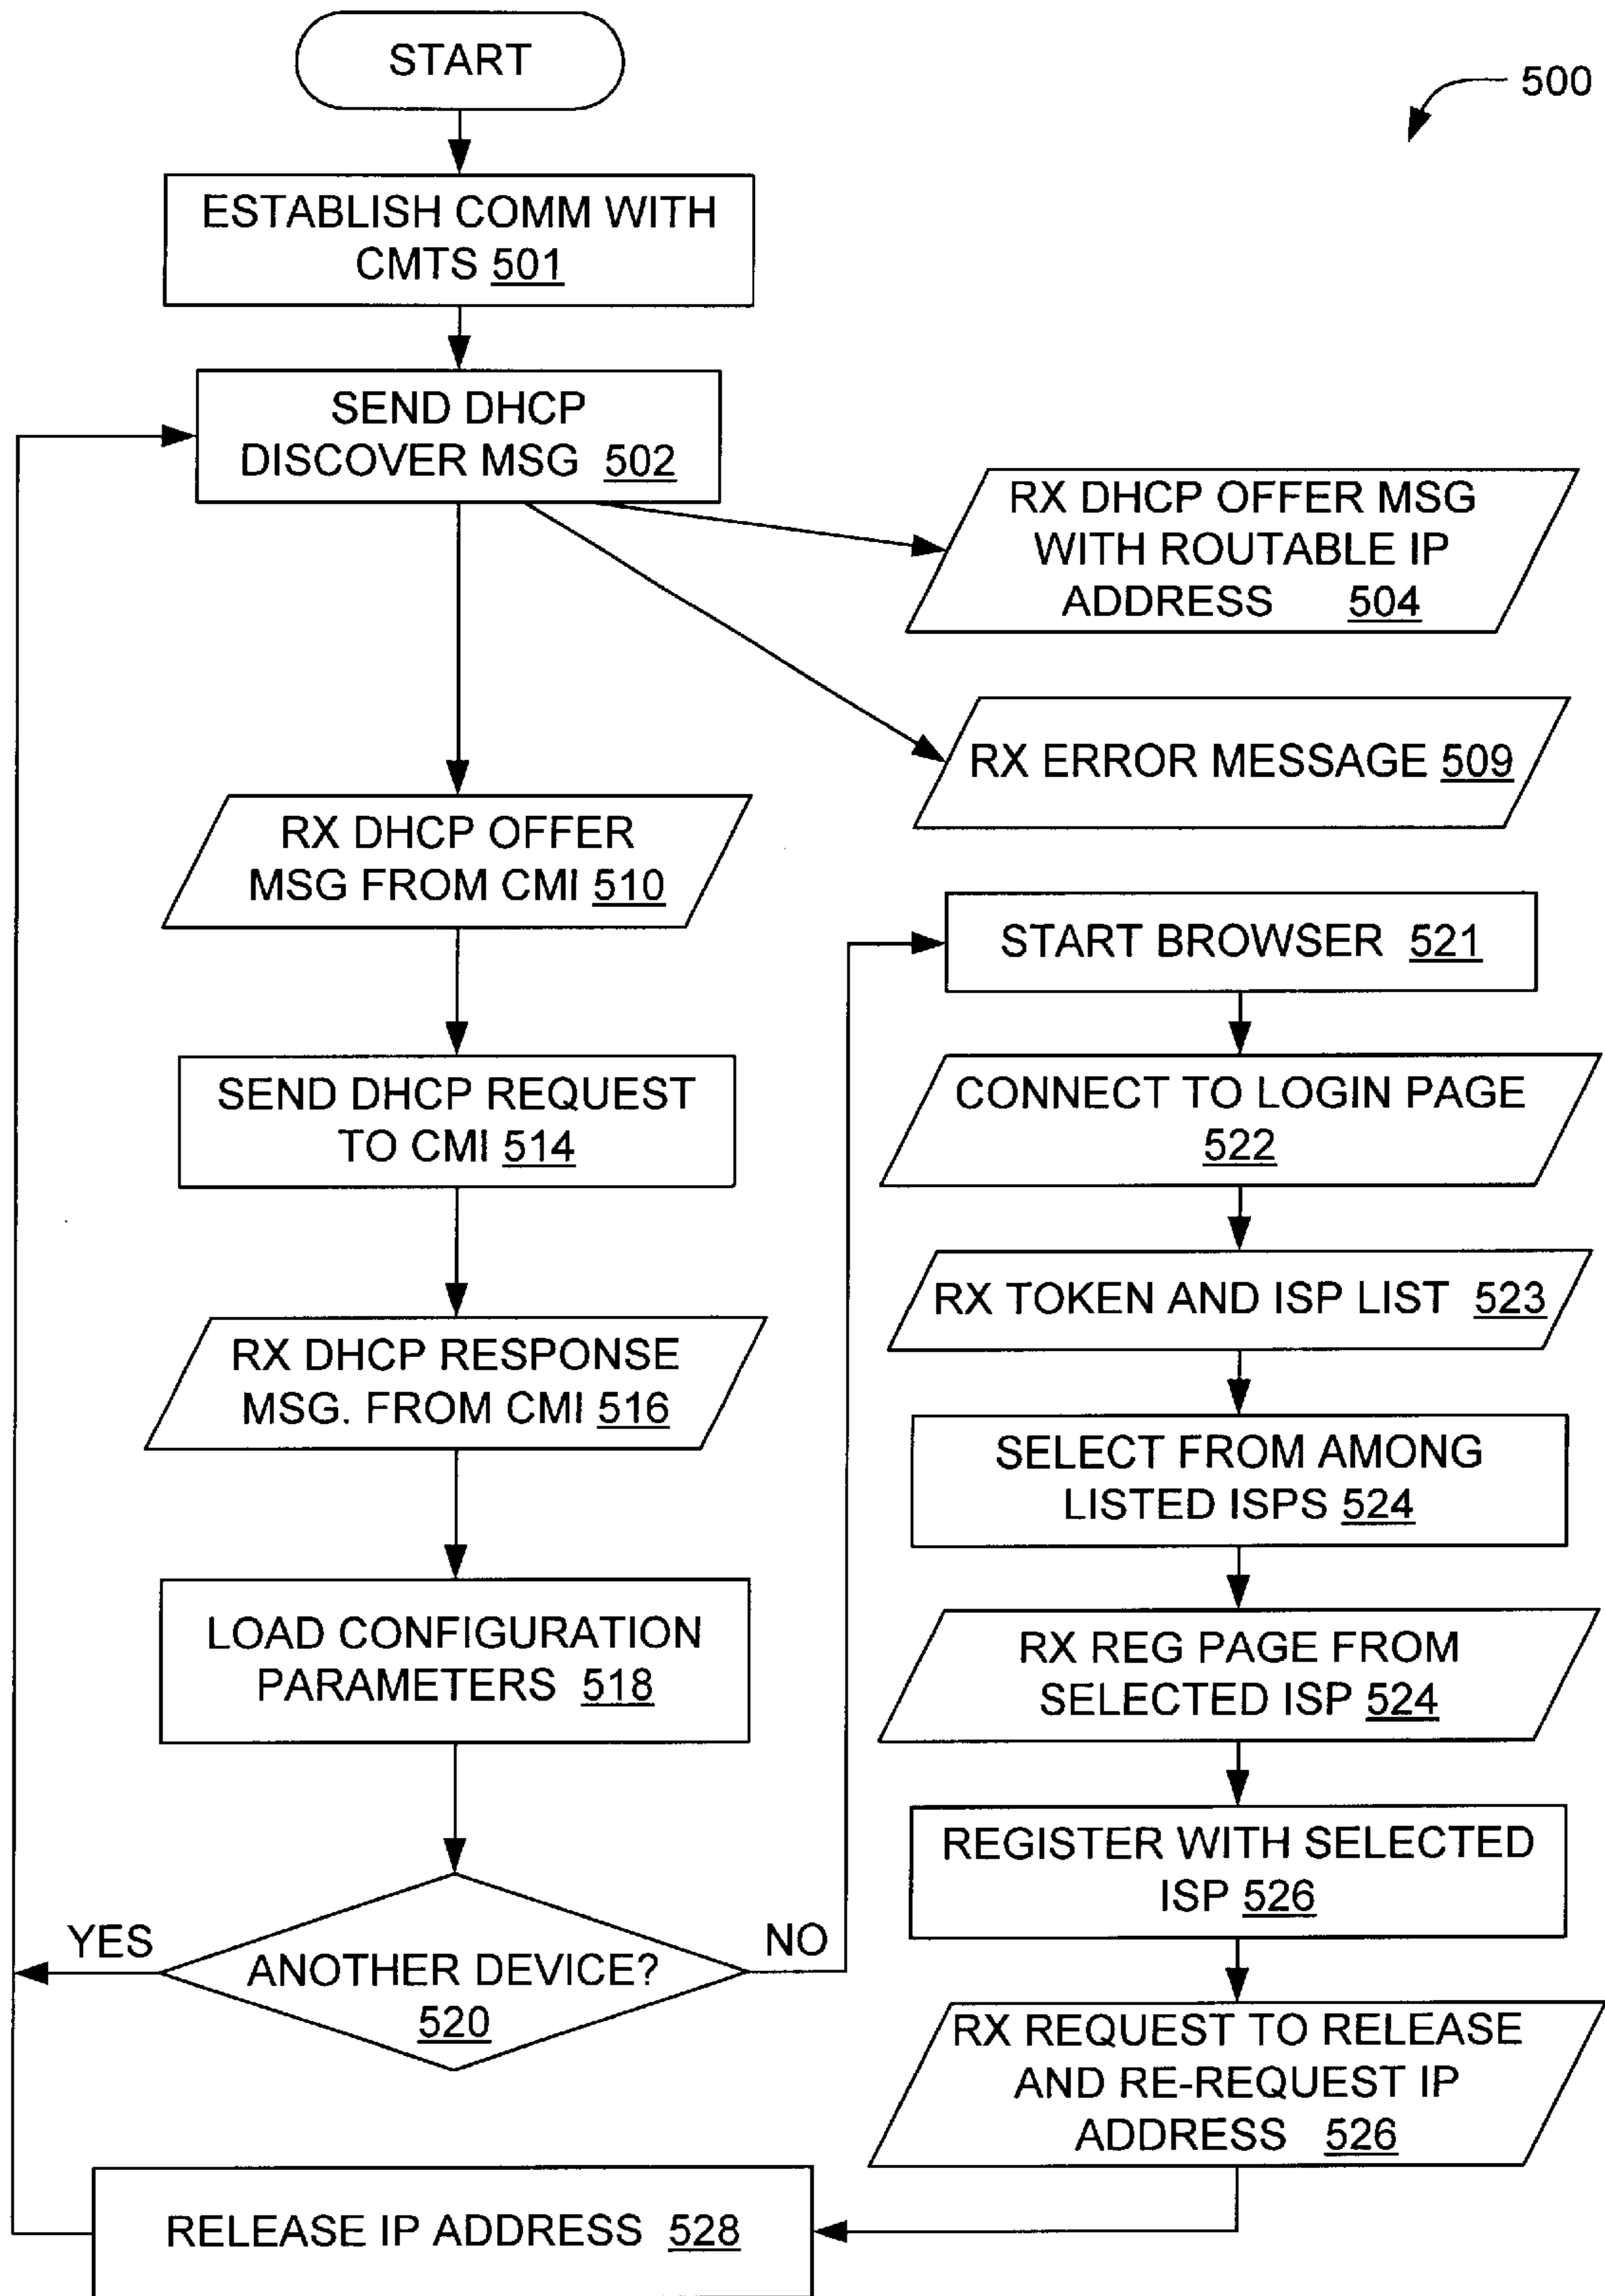 START
500
ESTABLISH COMM WITH
CMTS 501
SEND DHCP
DISCOVER MSG 502
RX DHCP OFFER MSG
WITH ROUTABLE IP
ADDRESS 504
RX ERROR MESSAGE 509
RX DHCP OFFER
MSG FROM CMI 510
SEND DHCP REQUEST
TO CMI 514
RX DHCP RESPONSE
MSG. FROM CMI 516
LOAD CONFIGURATION
PARAMETERS 518
YES
ANOTHER DEVICE?
520
NO
START BROWSER 521
CONNECT TO LOGIN PAGE
522
RX TOKEN AND ISP LIST 523
SELECT FROM AMONG
LISTED ISPS 524
RX REG PAGE FROM
SELECTED ISP 524
REGISTER WITH SELECTED
ISP 526
RX REQUEST TO RELEASE
AND RE-REQUEST IP
ADDRESS 526
RELEASE IP ADDRESS 528